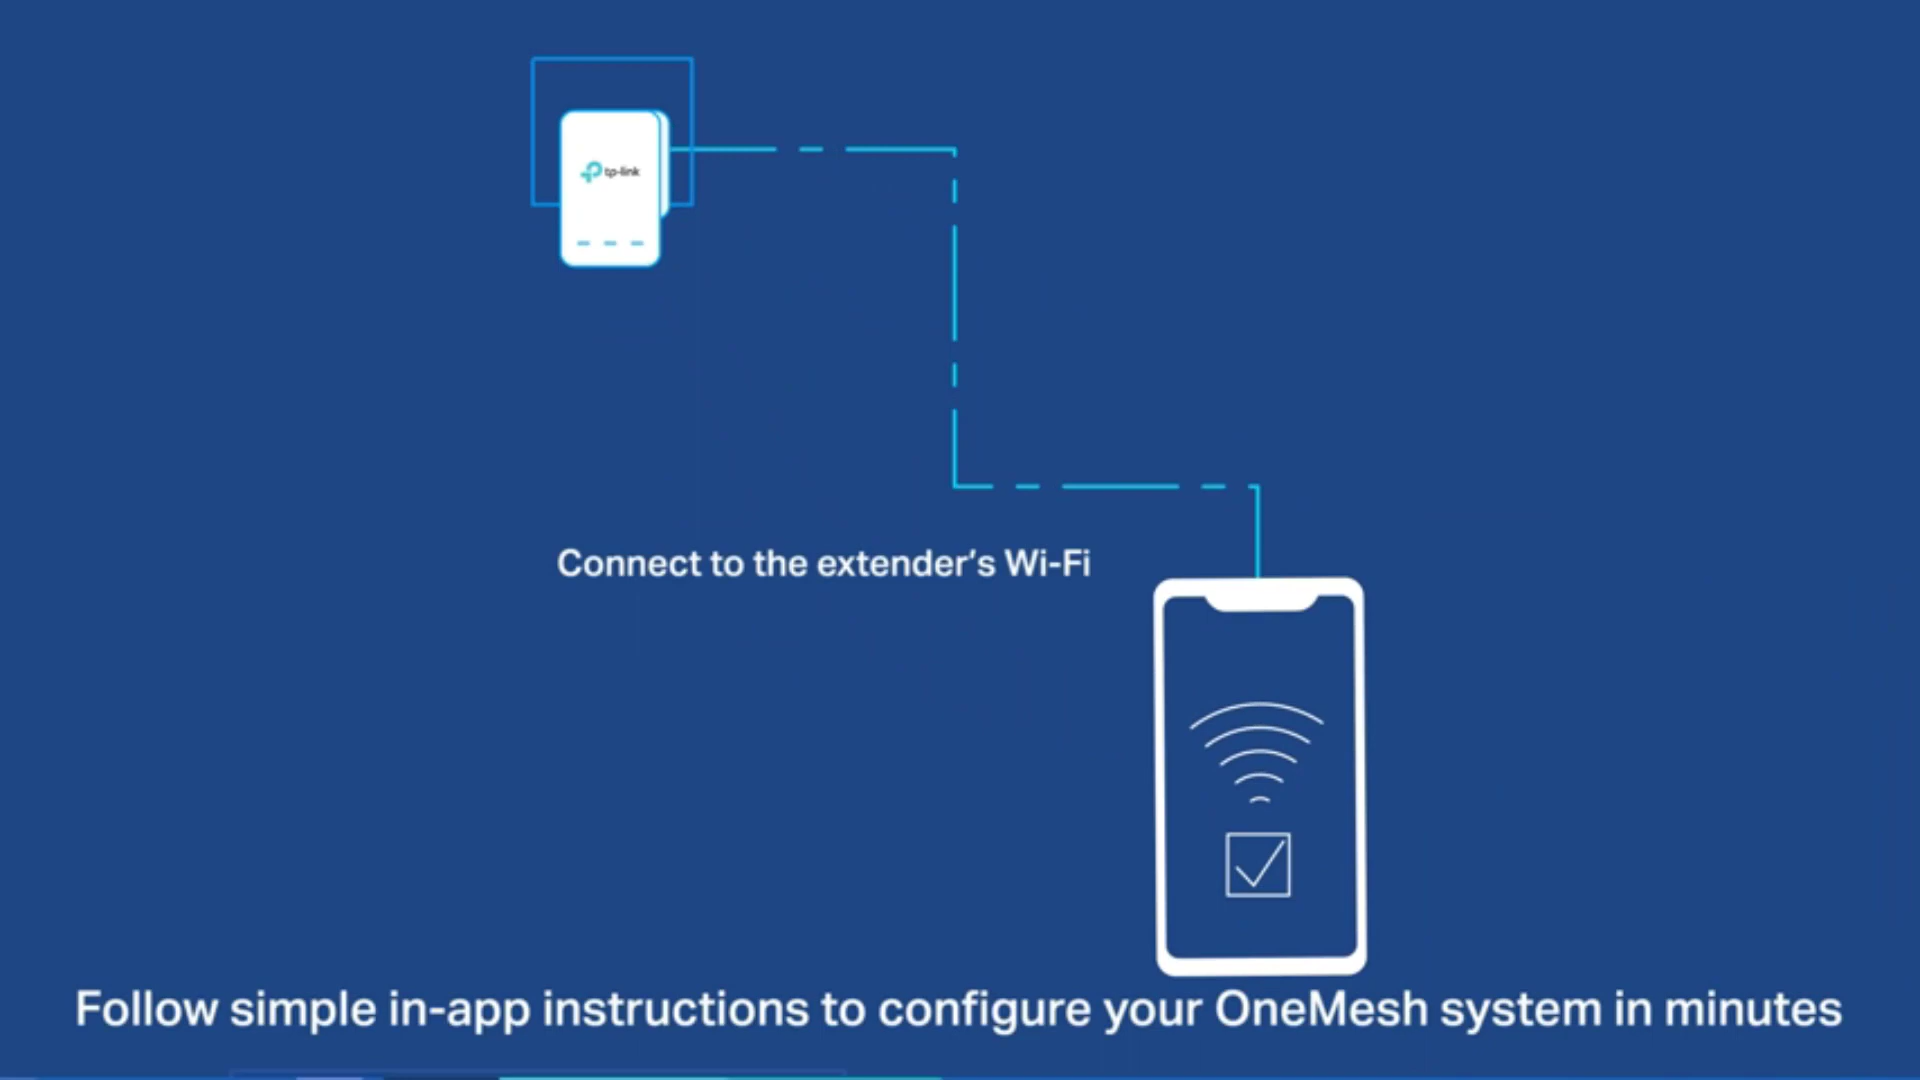 tp-link
Connect to the extender's Wi-Fi
Follow simple in-app instructions to configure your OneMesh system in minutes